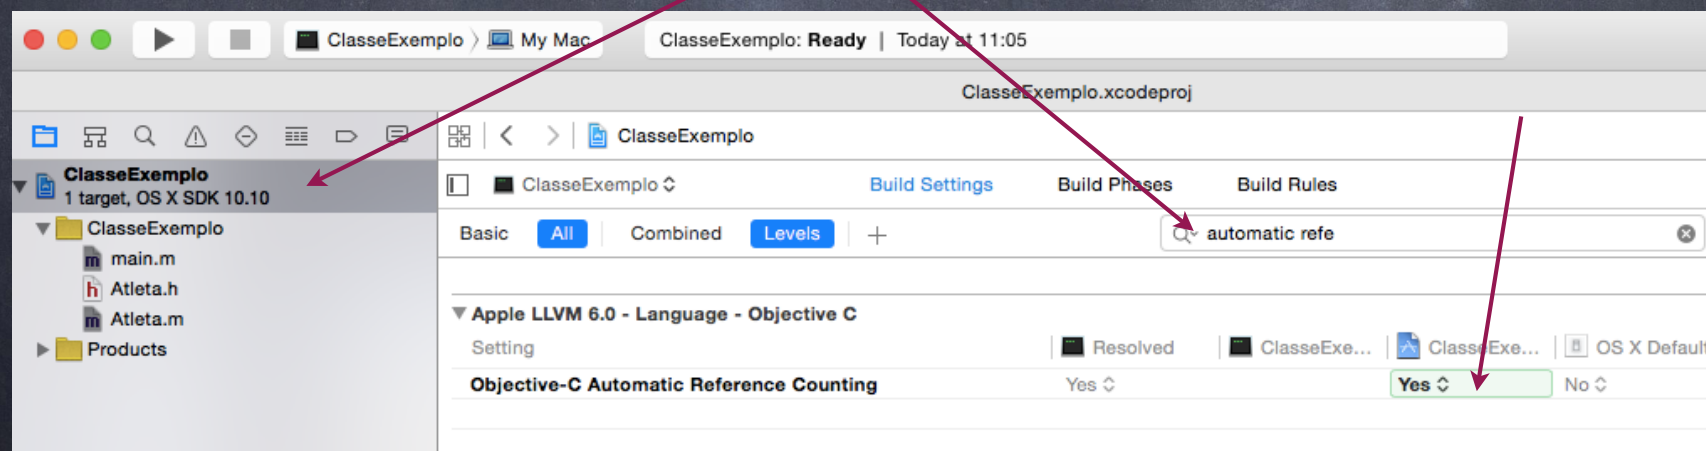 ClasseExemplo My Mac ClasseExemplo: Ready | Today at 11:05
ClasseExemplo.xcodeproj
ClasseExemplo
ClasseExemplo
1 target, OS X SDK 10.10
ClasseExemplo
main.m
Atleta.h
Atleta.m
Products
ClasseExemplo Build Settings Build Phases Build Rules
Basic All Combined Levels + automatic refe
Apple LLVM 6.0 - Language - Objective C
Setting Resolved ClasseExe... ClasseExe... OS X Default
Objective-C Automatic Reference Counting Yes Yes No